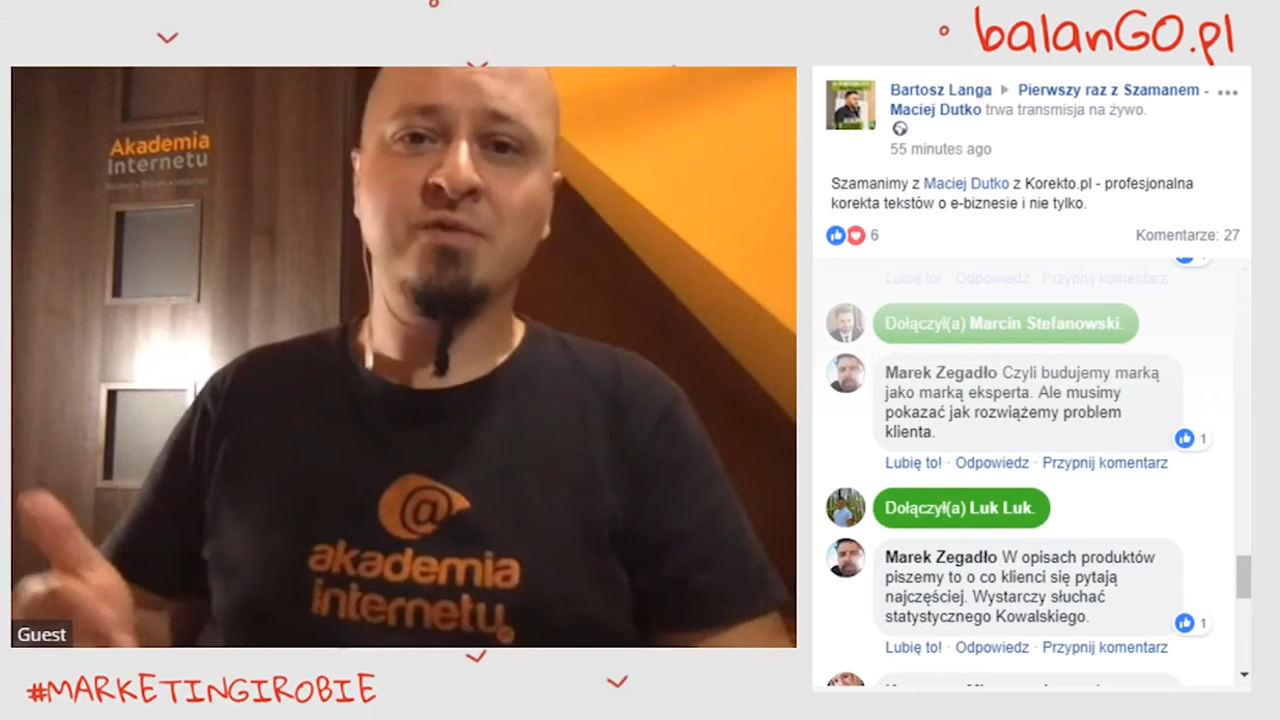 balanGO.pl
Akademia
Internetu
@
akademia
internetu
Guest
#MARKETINGIROBIE
Bartosz Langa ▶ Pierwszy raz z Szamanem -
Maciej Dutko trwa transmisja na żywo.
55 minutes ago
Szamanimy z Maciej Dutko z Korekto.pl - profesjonalna
korekta tekstów o e-biznesie i nie tylko.
6 Komentarze: 27
Lubię to! Odpowiedz Przypnij komentarz
Dołączył(a) Marcin Stefanowski.
Marek Zegadło Czyli budujemy marką
jako marką eksperta. Ale musimy
pokazać jak rozwiążemy problem
klienta.
1
Lubię to! · Odpowiedz · Przypnij komentarz
Dołączył(a) Luk Luk.
Marek Zegadło W opisach produktów
piszemy to o co klienci się pytają
najczęściej. Wystarczy słuchać
statystycznego Kowalskiego.
1
Lubię to! · Odpowiedz · Przypnij komentarz